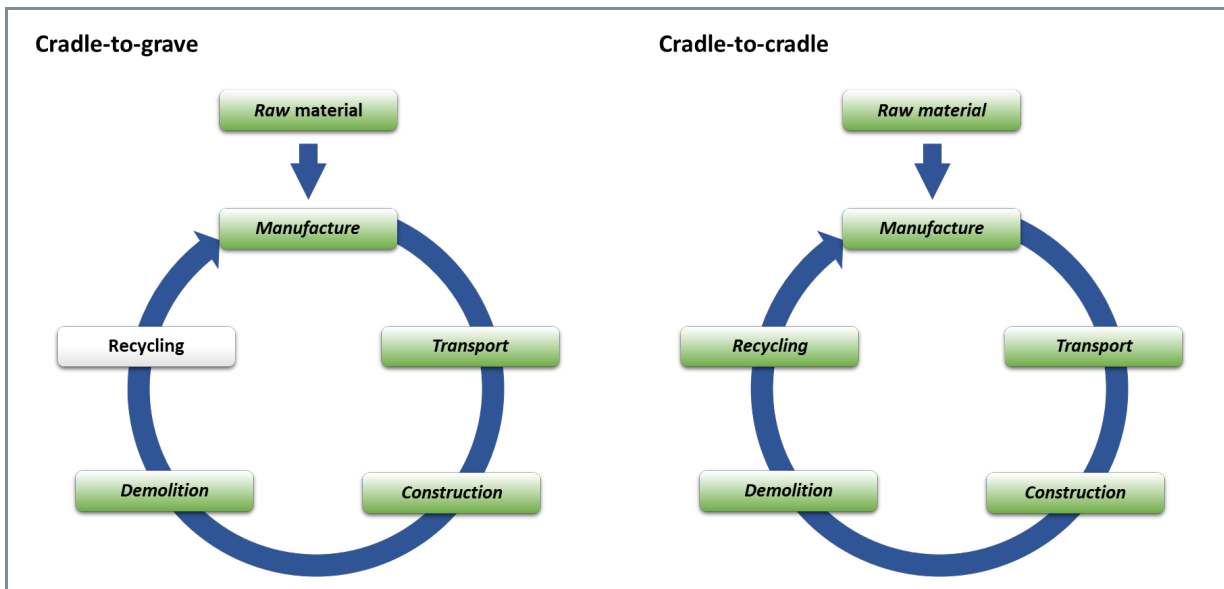 Cradle-to-grave
Raw material
Manufacture
Recycling
Transport
Demolition
Construction
Cradle-to-cradle
Raw material
Manufacture
Recycling
Transport
Demolition
Construction